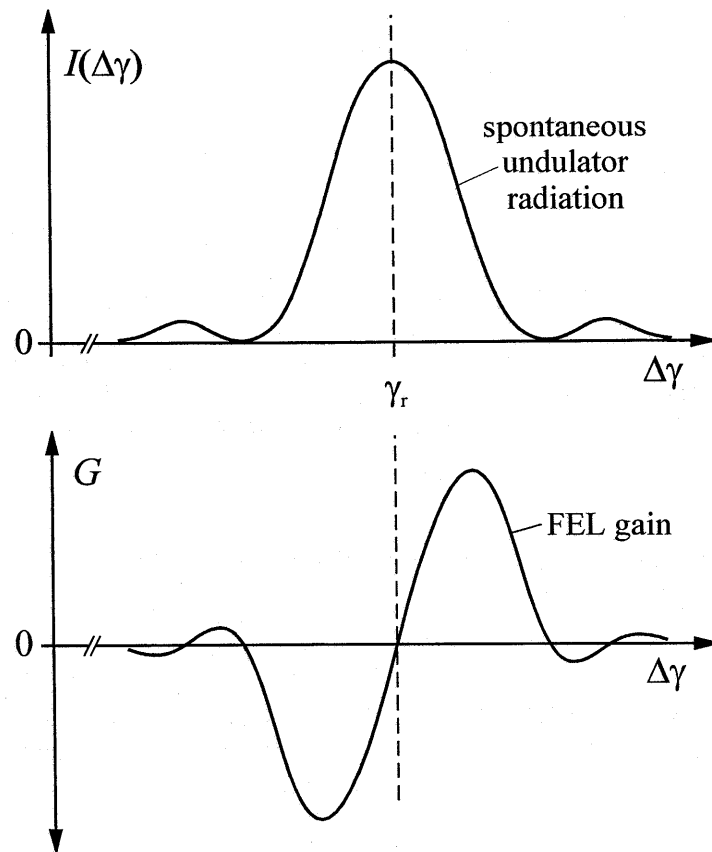 I(Δγ)
spontaneous
undulator
radiation
0
Δγ
γr
G
FEL gain
0
Δγ